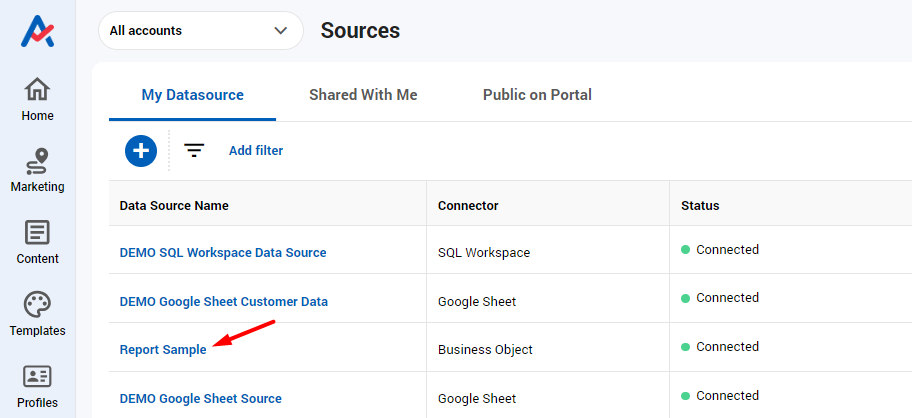 All accounts
Sources
Home
Marketing
Content
Templates
Profiles
My Datasource
Shared With Me
Public on Portal
Add filter
Data Source Name Connector Status
DEMO SQL Workspace Data Source SQL Workspace Connected
DEMO Google Sheet Customer Data Google Sheet Connected
Report Sample Business Object Connected
DEMO Google Sheet Source Google Sheet Connected